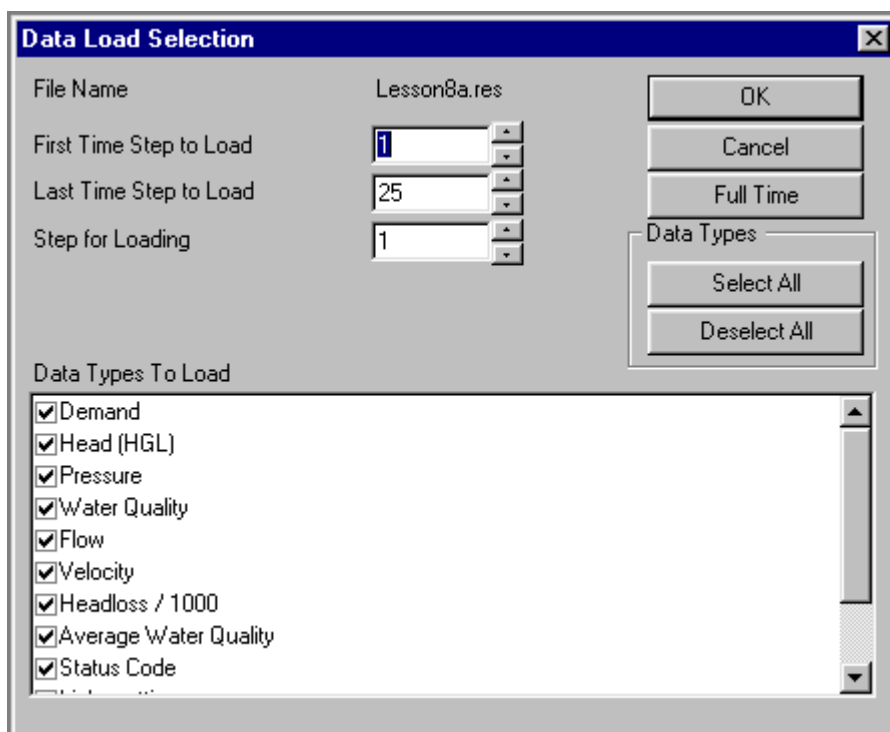 Data Load Selection
File Name Lesson8a.res
OK
First Time Step to Load 1
Cancel
Last Time Step to Load 25
Full Time
Step for Loading 1
Data Types
Select All
Deselect All
Data Types To Load
Demand
Head (HGL)
Pressure
Water Quality
Flow
Velocity
Headloss / 1000
Average Water Quality
Status Code